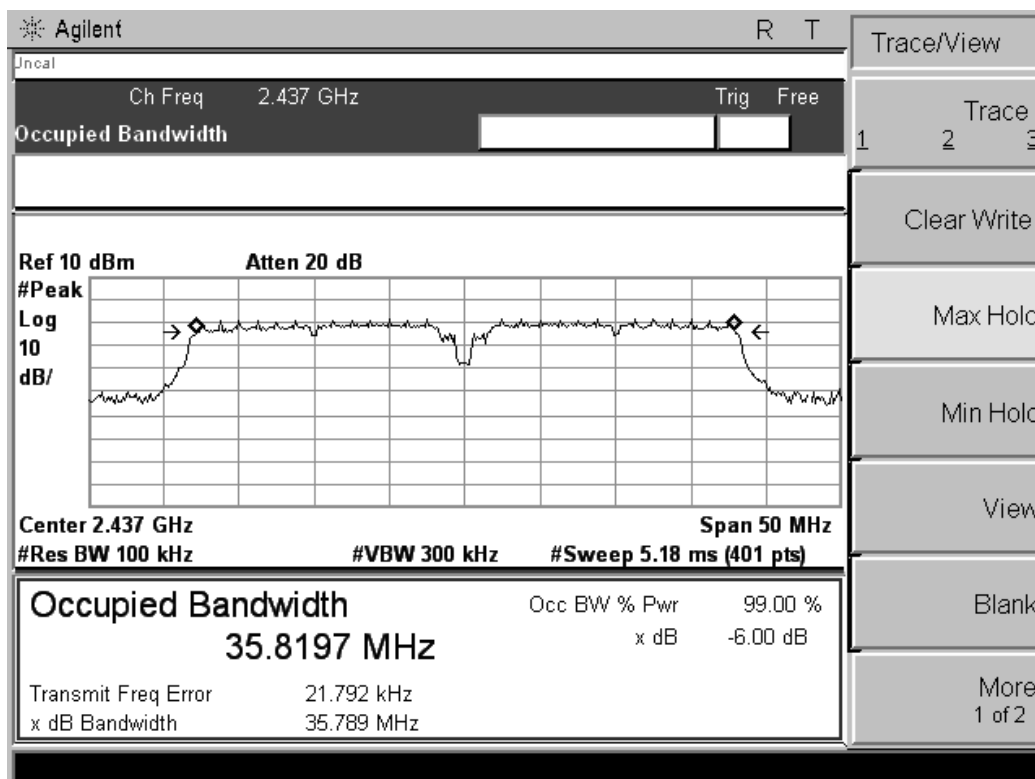 Agilent R T
Uncal
Ch Freq 2.437 GHz Trig Free
Occupied Bandwidth
Ref 10 dBm Atten 20 dB
#Peak
Log
10
dB/
Center 2.437 GHz Span 50 MHz
#Res BW 100 kHz #VBW 300 kHz #Sweep 5.18 ms (401 pts)
Occupied Bandwidth
35.8197 MHz
Occ BW % Pwr 99.00 %
x dB -6.00 dB
Transmit Freq Error 21.792 kHz
x dB Bandwidth 35.789 MHz
Trace/View
Trace
1 2 3
Clear Write
Max Hold
Min Hold
View
Blank
More
1 of 2